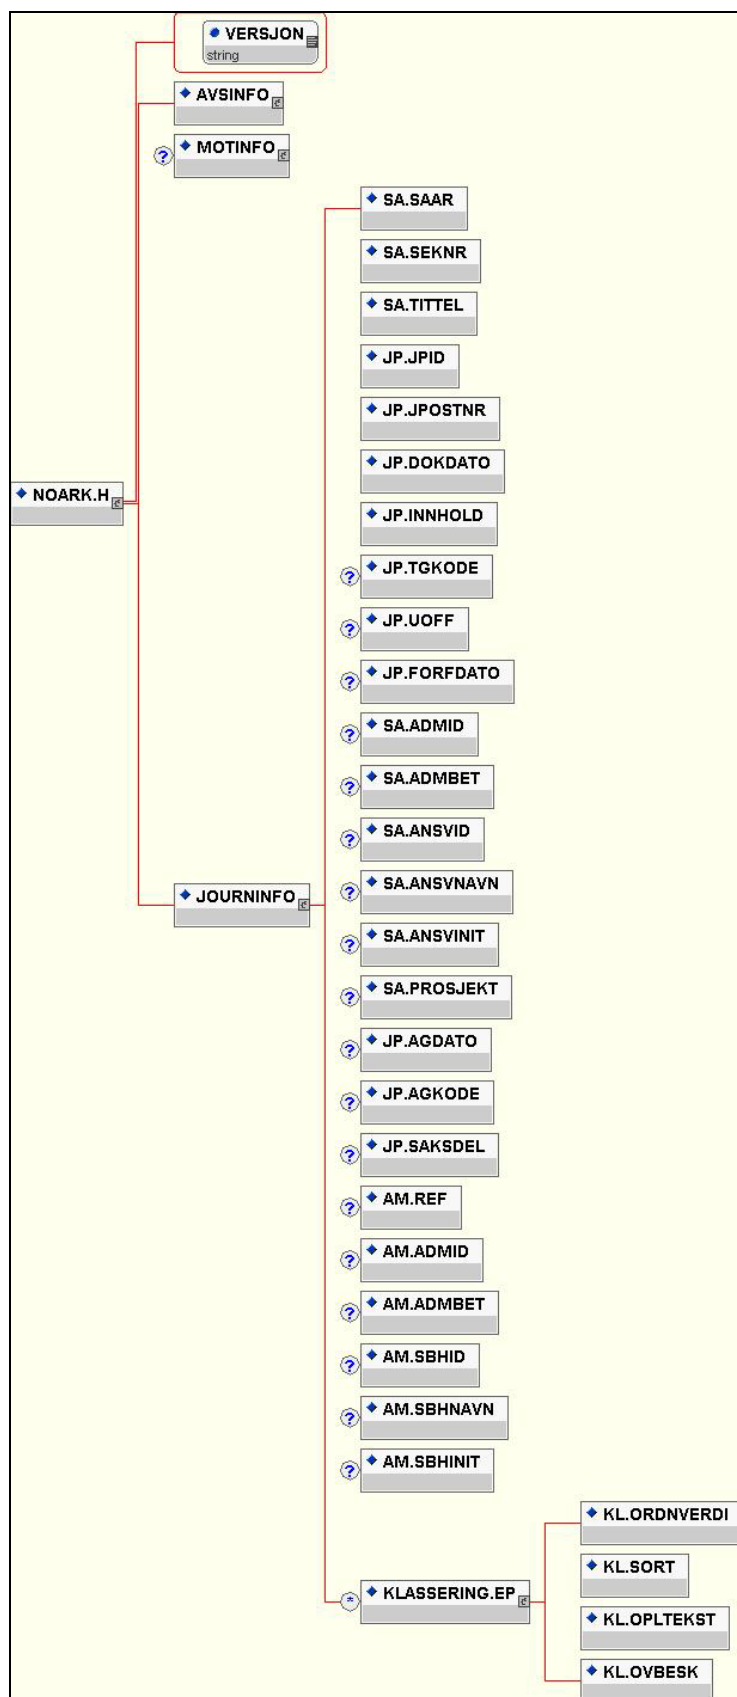 VERSJON
string
AVSINFO
MOTINFO
SA.SAAR
SA.SEKNR
SA.TITTEL
JP.JPID
JP.JPOSTNR
JP.DOKDATO
NOARK.H
JP.INNHOLD
? JP.TGKODE
? JP.UOFF
? JP.FORFDATO
? SA.ADMID
? SA.ADMBET
? SA.ANSVID
? SA.ANSVNAVN
JOURNINFO
? SA.ANSVINIT
? SA.PROSJEKT
? JP.AGDATO
? JP.AGKODE
? JP.SAKSDEL
? AM.REF
? AM.ADMID
? AM.ADMBET
? AM.SBHID
? AM.SBHNAVN
? AM.SBHINIT
KL.ORDNVERDI
KL.SORT
* KLASSERING.EP
KL.OPLTEKST
KL.OVBESK